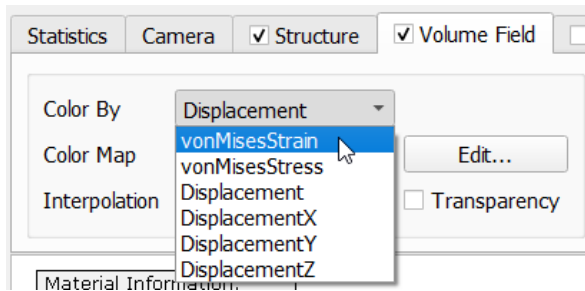 Statistics Camera Structure Volume Field
Color By Displacement
vonMisesStrain
Color Map Edit...
vonMisesStress
Interpolation Displacement Transparency
DisplacementX
DisplacementY
DisplacementZ
Material Information: